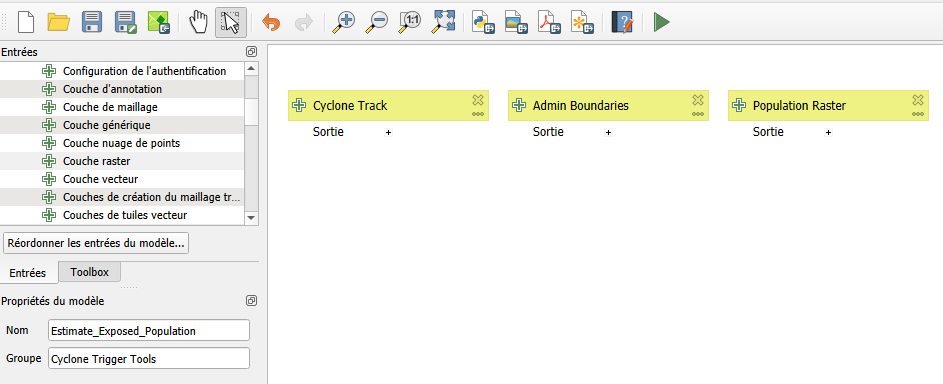 1:1
Entrées
Configuration de l'authentification
Couche d'annotation
Couche de maillage
Couche générique
Couche nuage de points
Couche raster
Couche vecteur
Couches de création du maillage tr...
Couches de tuiles vecteur
Réordonner les entrées du modèle...
Entrées Toolbox
Propriétés du modèle
Nom Estimate_Exposed_Population
Groupe Cyclone Trigger Tools
Cyclone Track Admin Boundaries Population Raster
Sortie Sortie Sortie